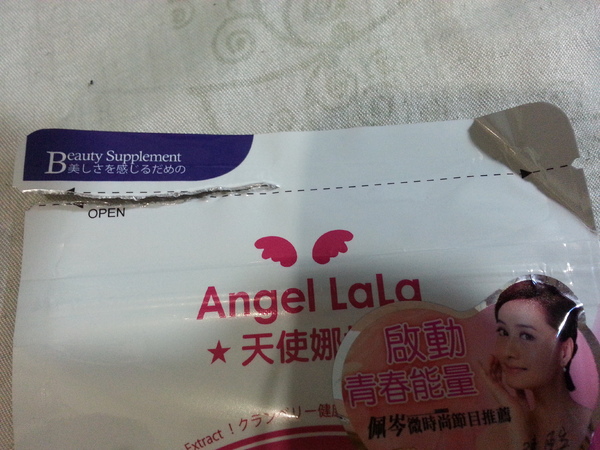 Beauty Supplement
美しさを感じるだめの
OPEN
Angel LaLa
★ 天使娜
啟動
青春能量
佩岑微時尚節目推薦
Extract！クランベリー健康